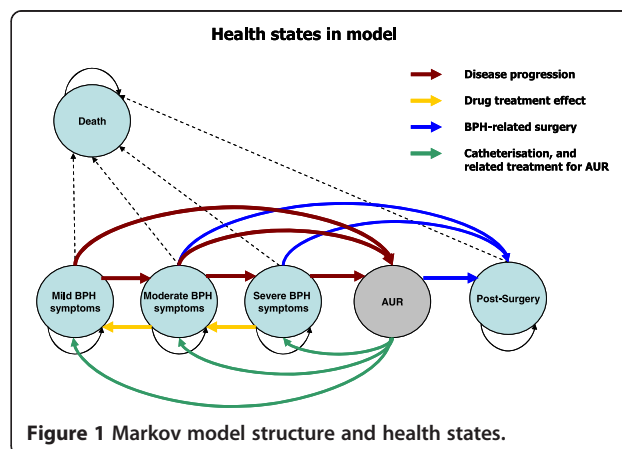 Health states in model
Disease progression
Drug treatment effect
BPH-related surgery
Catheterisation, and
related treatment for AUR
Death
Mild BPH
symptoms
Moderate BPH
symptoms
Severe BPH
symptoms
AUR
Post-Surgery
Figure 1 Markov model structure and health states.